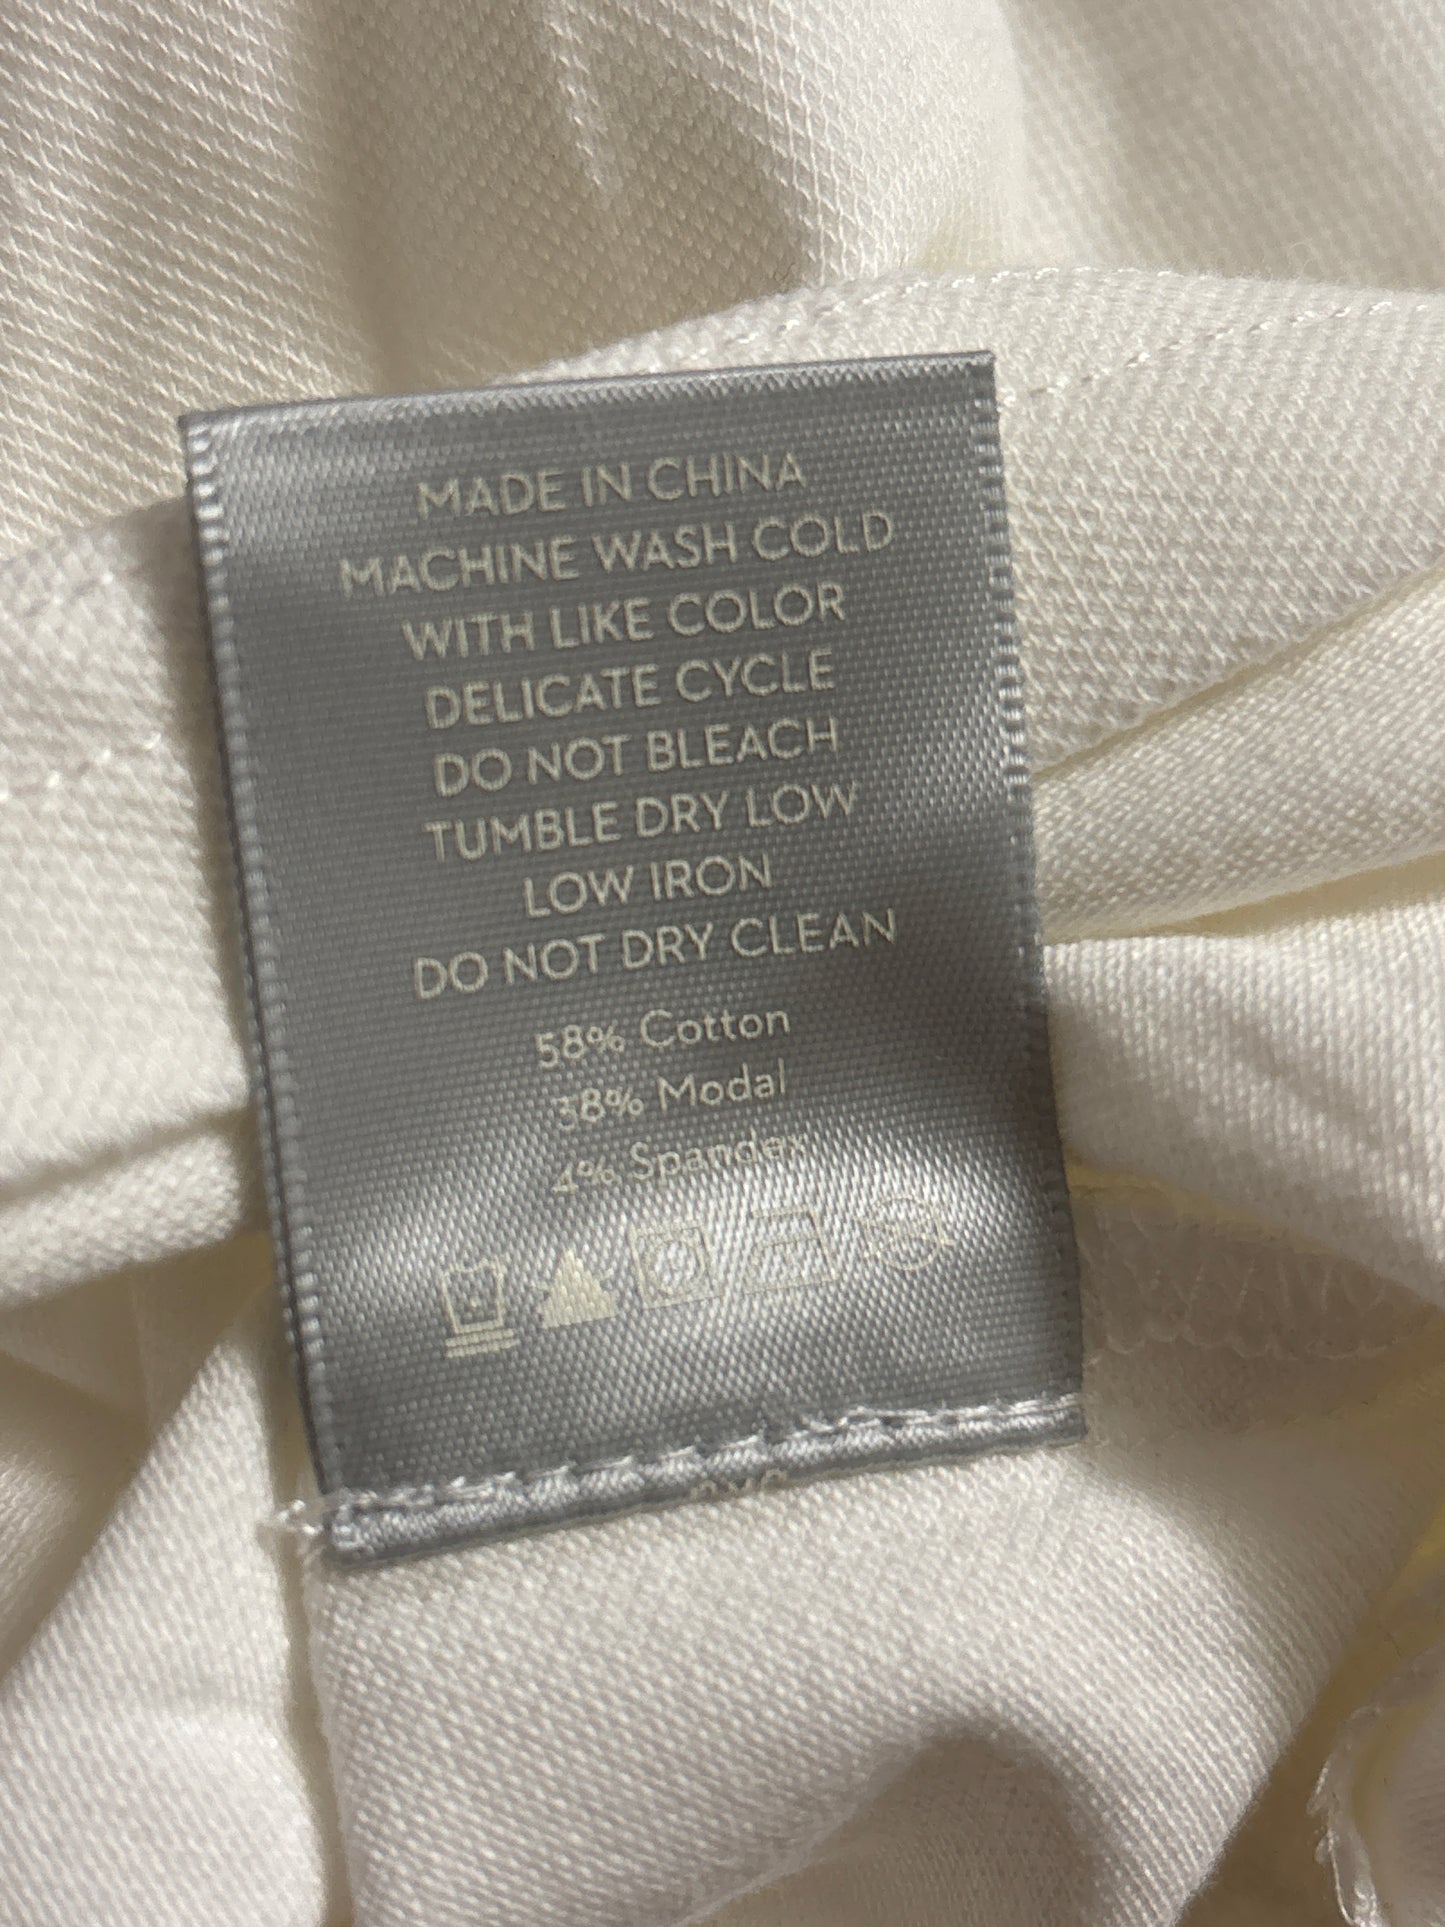 MADE IN CHINA
MACHINE WASH COLD
WITH LIKE COLOR
DELICATE CYCLE
DO NOT BLEACH
TUMBLE DRY LOW
LOW IRON
DO NOT DRY CLEAN
58% Cotton
38% Modal
4% Spandex